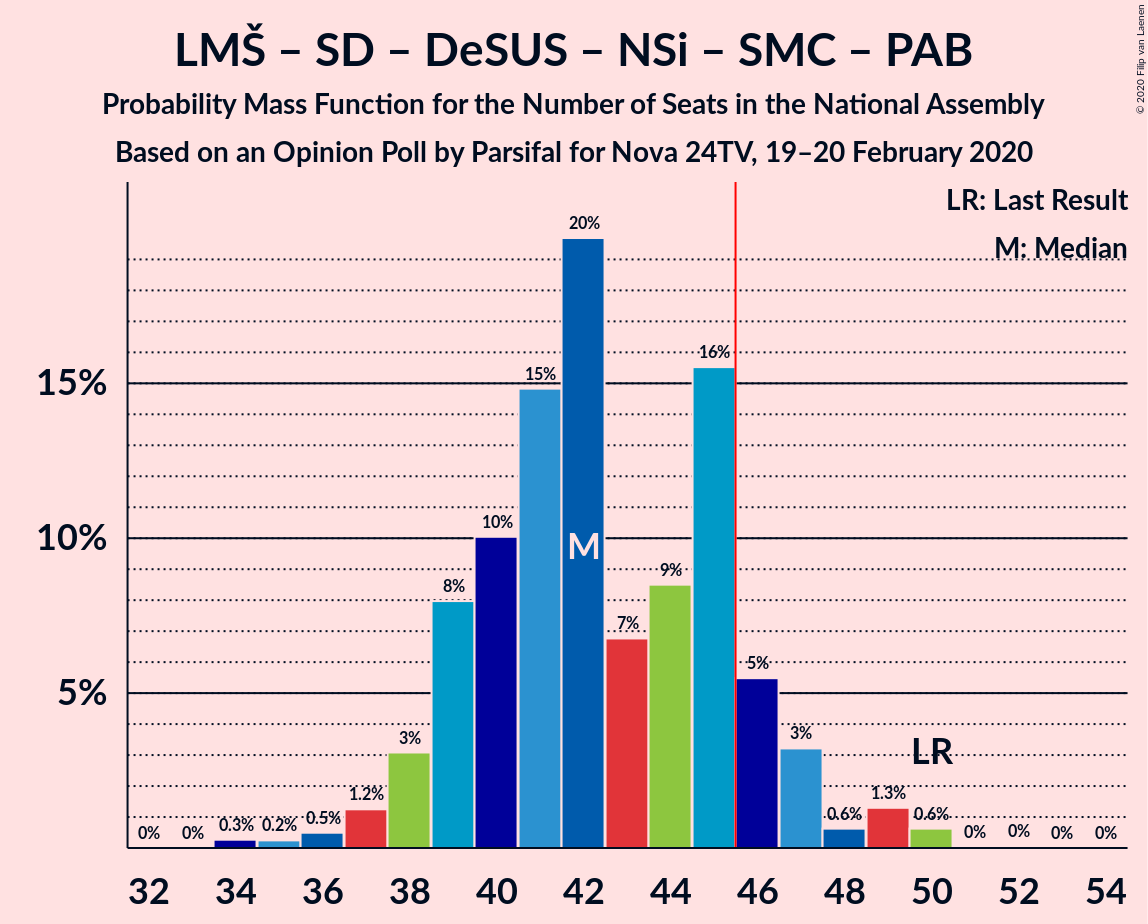 LMŠ – SD – DeSUS – NSi – SMC – PAB
Probability Mass Function for the Number of Seats in the National Assembly
Based on an Opinion Poll by Parsifal for Nova 24TV, 19–20 February 2020
© 2020 Filip van Laenen
LR: Last Result
M: Median
15%
10%
5%
0%
0%
0.3%
0.2%
0.5%
1.2%
3%
8%
10%
15%
20%
7%
9%
16%
5%
3%
0.6%
1.3%
0.6%
0%
0%
0%
0%
M
LR
32 34 36 38 40 42 44 46 48 50 52 54